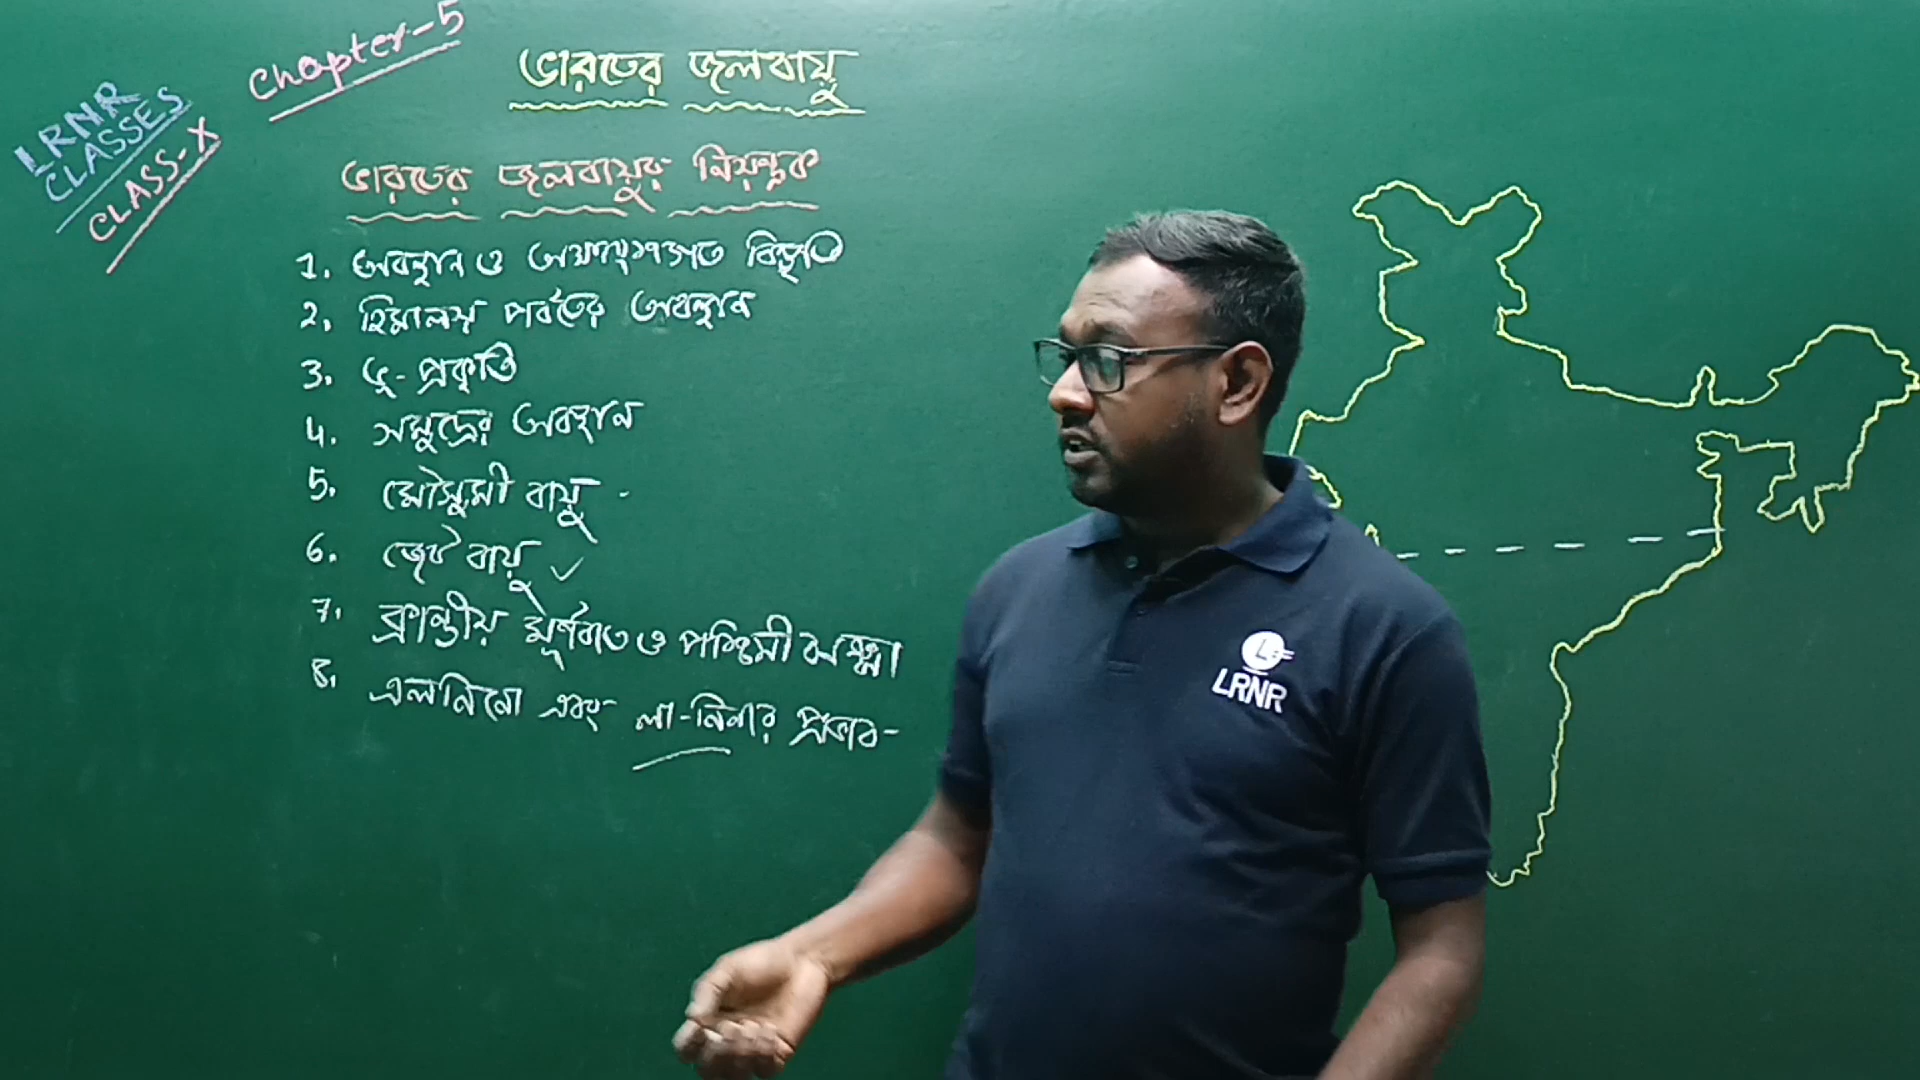 LRNR
CLASSES
CLASS-X
Chapter-5
ভারতের জলবায়ু
ভারতের জলবায়ুর নিয়ন্ত্রক
1. অবস্থান ও অক্ষাংশগত বিস্তৃতি
2. হিমালয় পর্বতের অবস্থান
3. ভূ-প্রকৃতি
4. সমুদ্রের অবস্থান
5. মৌসুমী বায়ু
6. জেট বায়ু ✓
7. ক্রান্তীয় ঘূর্ণবাত ও পশ্চিমী ঝঞ্ঝা
8. এলনিনো এবং লা-নিনার প্রভাব-
L
LRNR